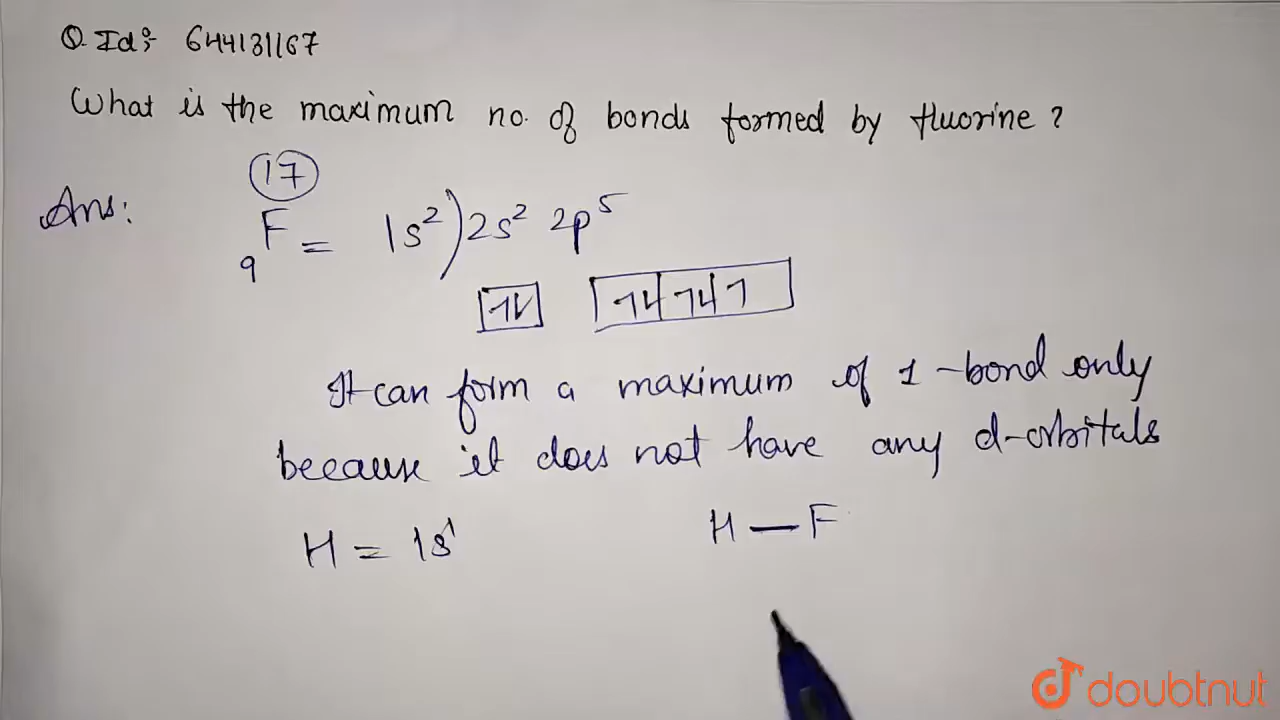 Q. Id:- 644131167
What is the maximum no. of bonds formed by fluorine ?
17
Ans: ₉F = 1s²)2s² 2p⁵
↿⇂ ↿⇂ ↿⇂ ↿
It can form a maximum of 1-bond only
because it does not have any d-orbitals
H = 1s¹ H — F
doubtnut